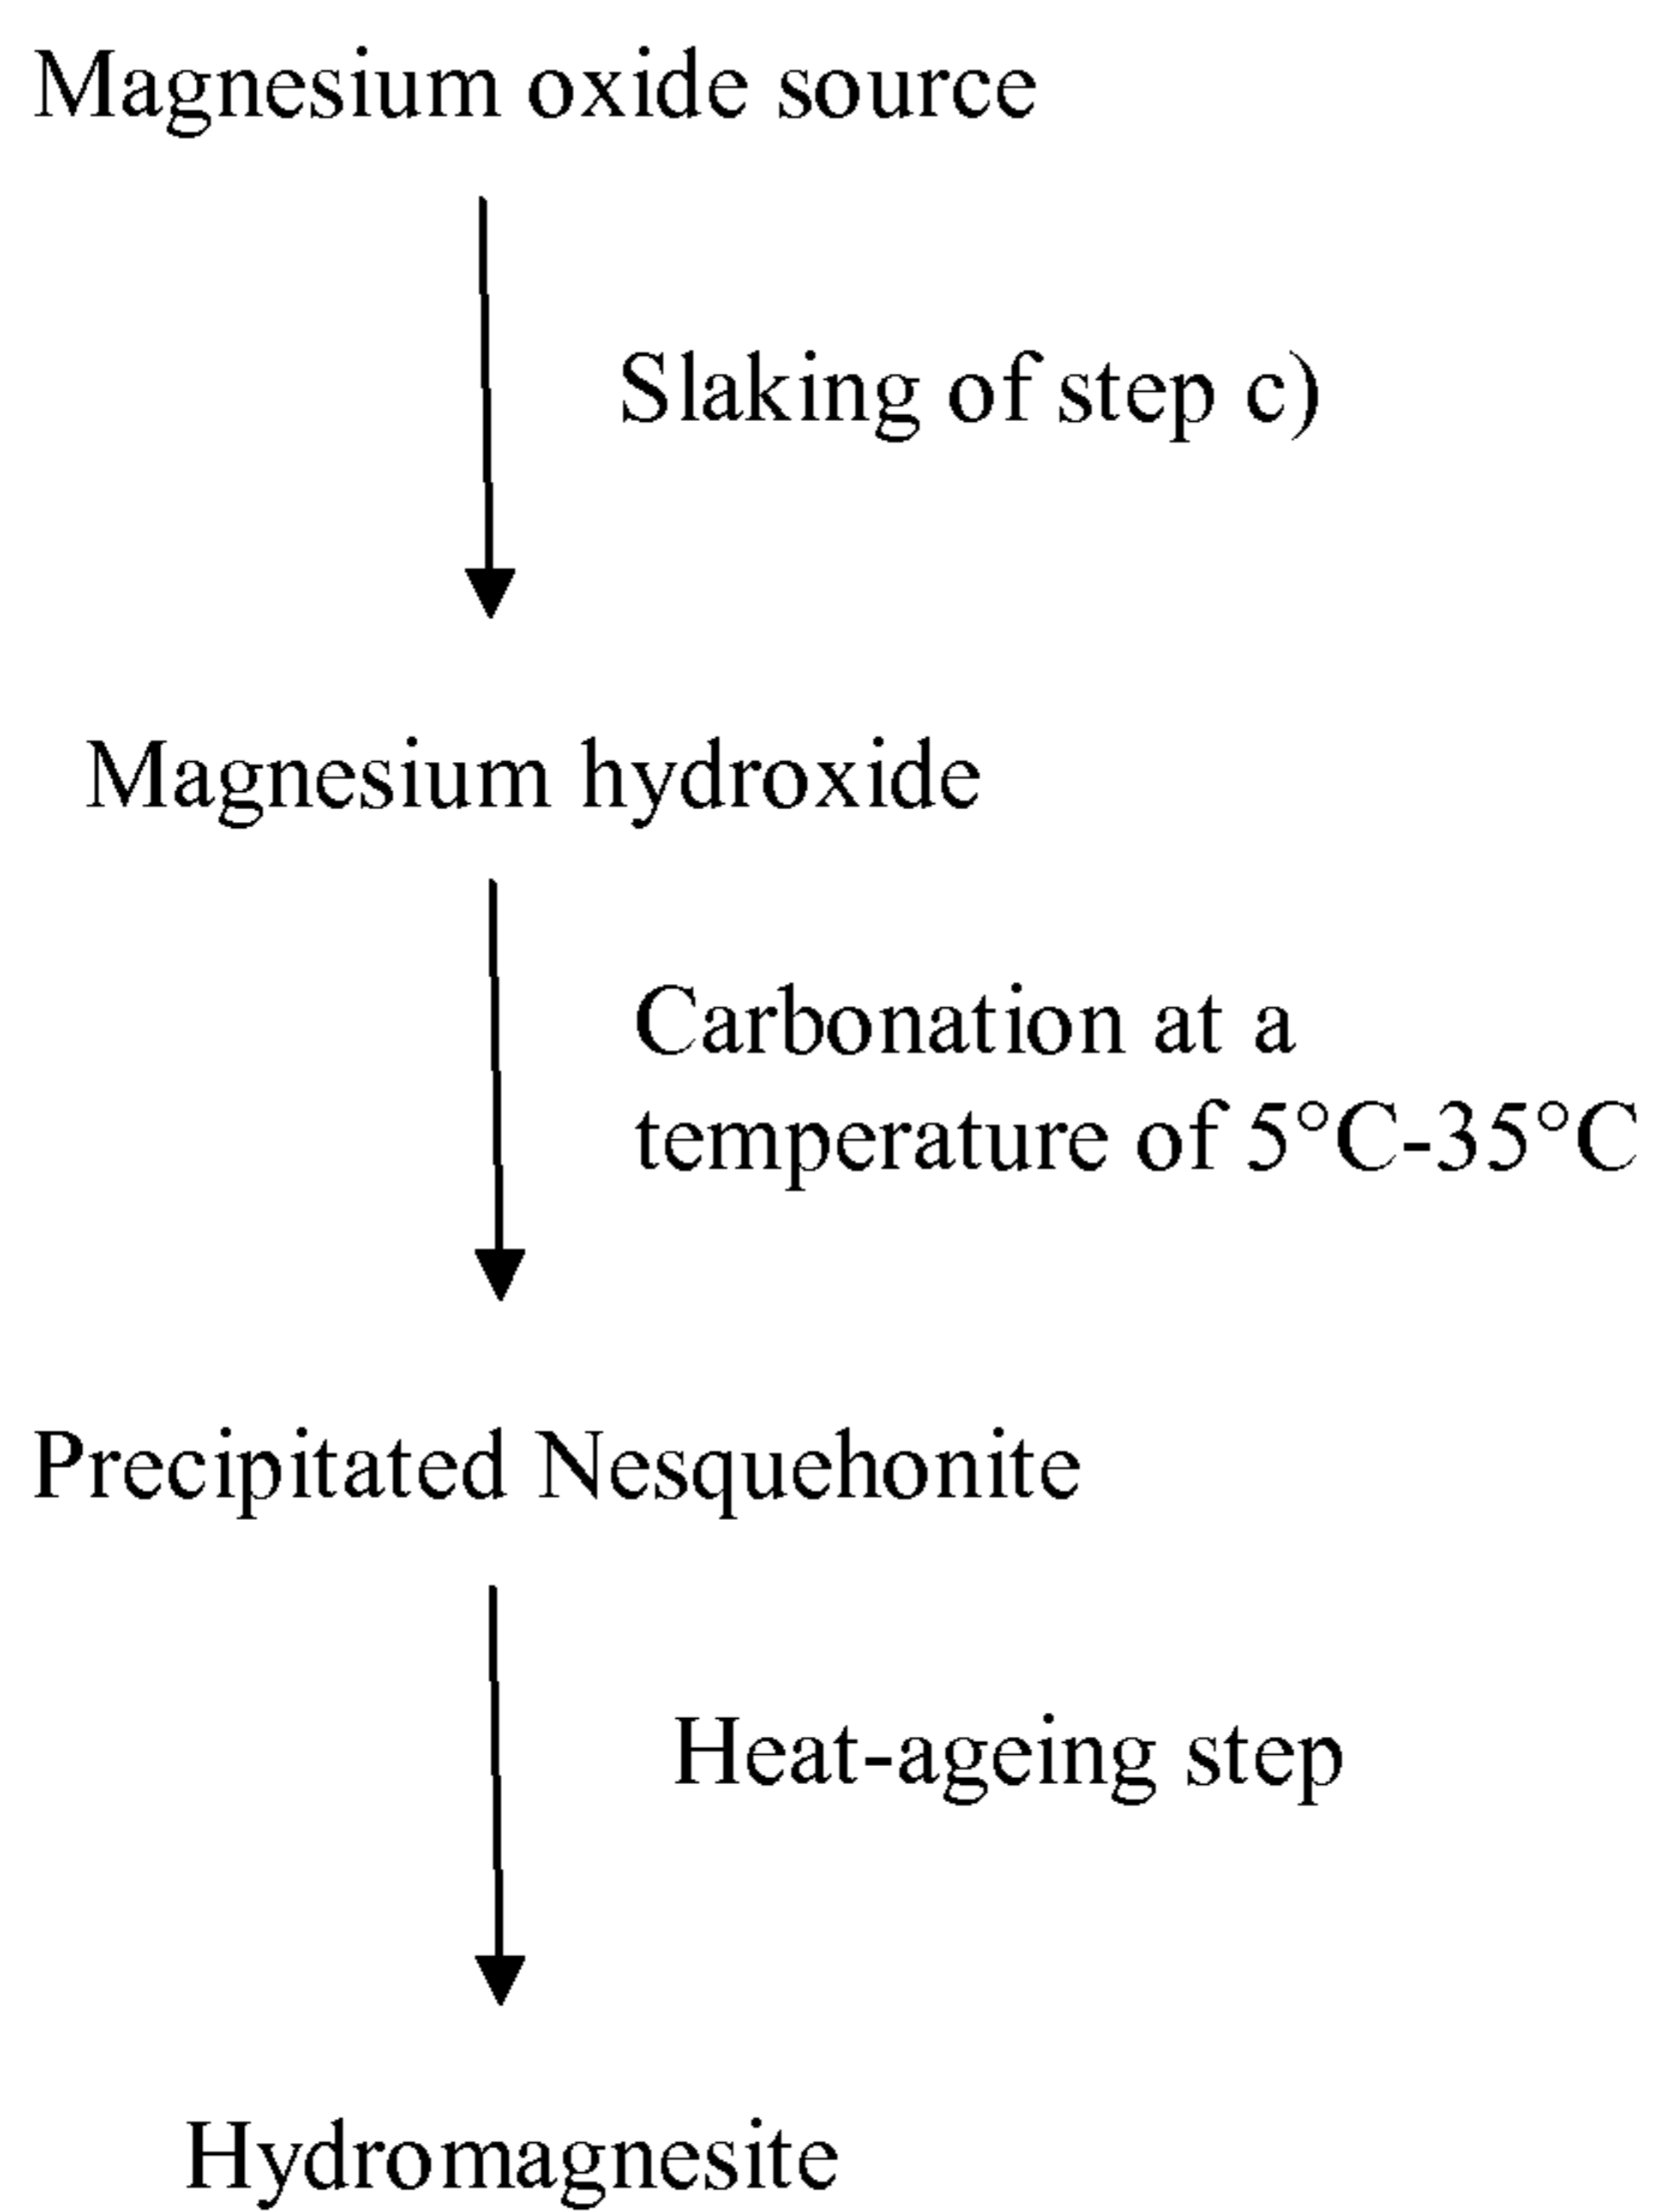 Magnesium oxide source
Slaking of step c)
Magnesium hydroxide
Carbonation at a
temperature of 5°C-35°C
Precipitated Nesquehonite
Heat-ageing step
Hydromagnesite